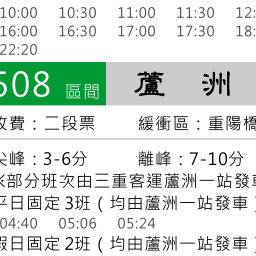 10:00 10:30 11:00 11:30 12:
16:00 16:30 17:00 17:30 18:
22:20
508 區間 蘆洲
收費：二段票 緩衝區：重陽橋
尖峰：3-6分 離峰：7-10分
※部分班次由三重客運蘆洲一站發車
平日固定3班（均由蘆洲一站發車）
04:40 05:06 05:24
假日固定2班（均由蘆洲一站發車）